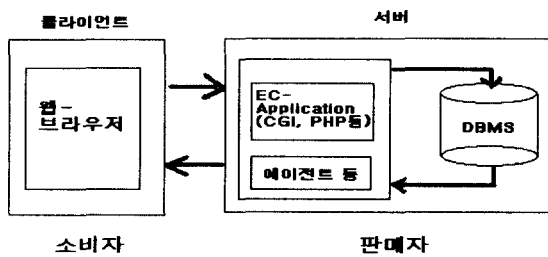 클라이언트
서버
웹-
브라우저
EC-
Application
(CGI, PHP등)
에이전트 등
DBMS
소비자
판매자